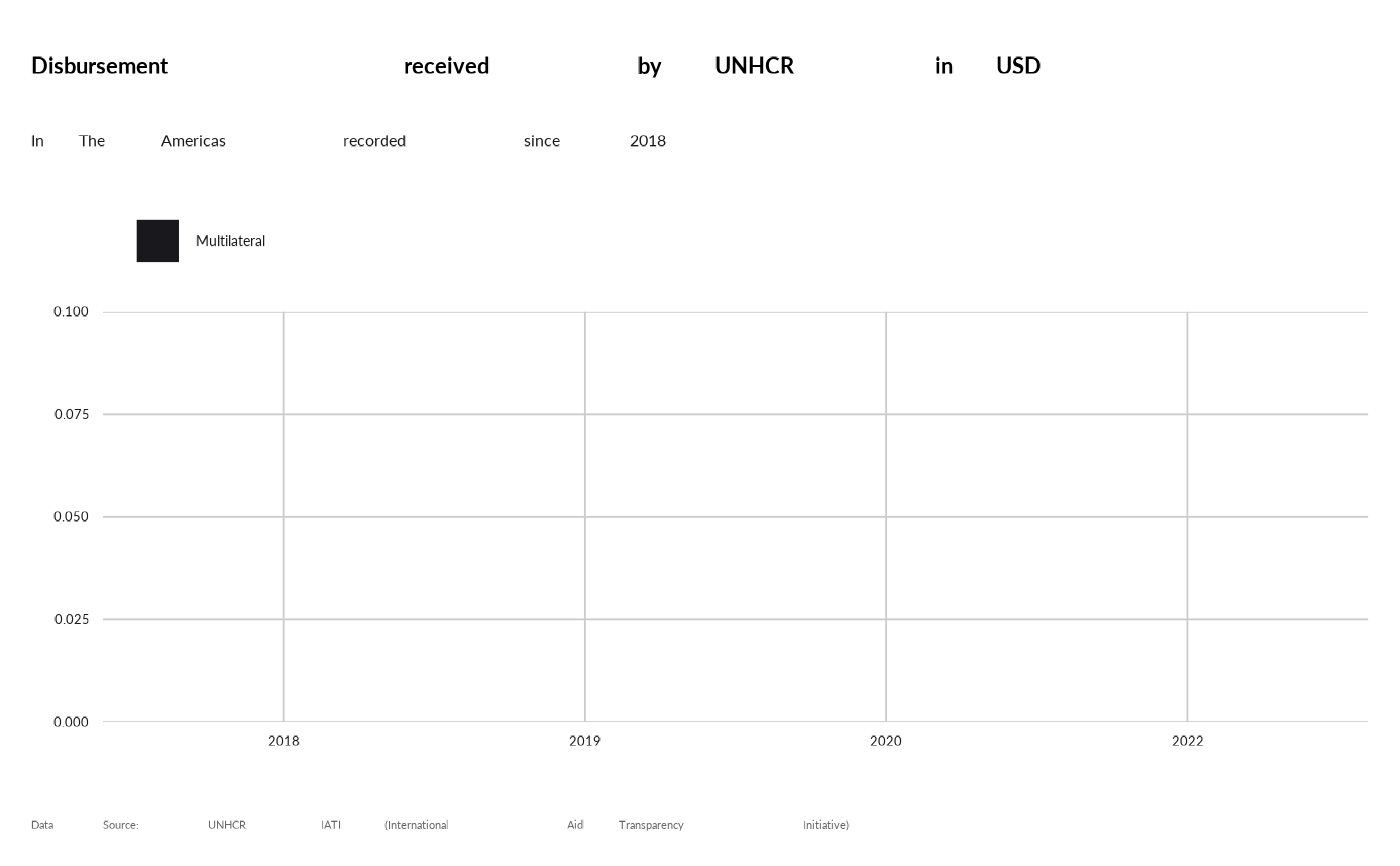 Disbursement received by UNHCR in USD
In The Americas recorded since 2018
Multilateral
0.100
0.075
0.050
0.025
0.000
2018 2019 2020 2022
Data Source: UNHCR IATI (International Aid Transparency Initiative)